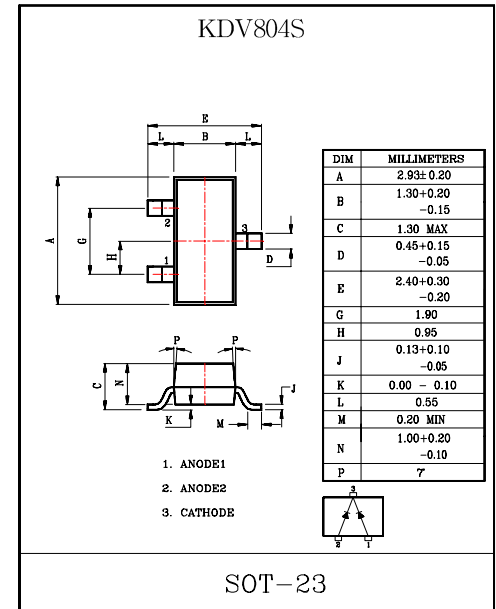 KDV804S
E
L B L
2
3
A
G
H
1
D
P P
C
N
J
K
M
1. ANODE1
2. ANODE2
3. CATHODE
DIM MILLIMETERS
A 2.93± 0.20
B 1.30+0.20
−0.15
C 1.30 MAX
D 0.45+0.15
−0.05
E 2.40+0.30
−0.20
G 1.90
H 0.95
J 0.13+0.10
−0.05
K 0.00 − 0.10
L 0.55
M 0.20 MIN
N 1.00+0.20
−0.10
P 7°
3
2 1
SOT−23